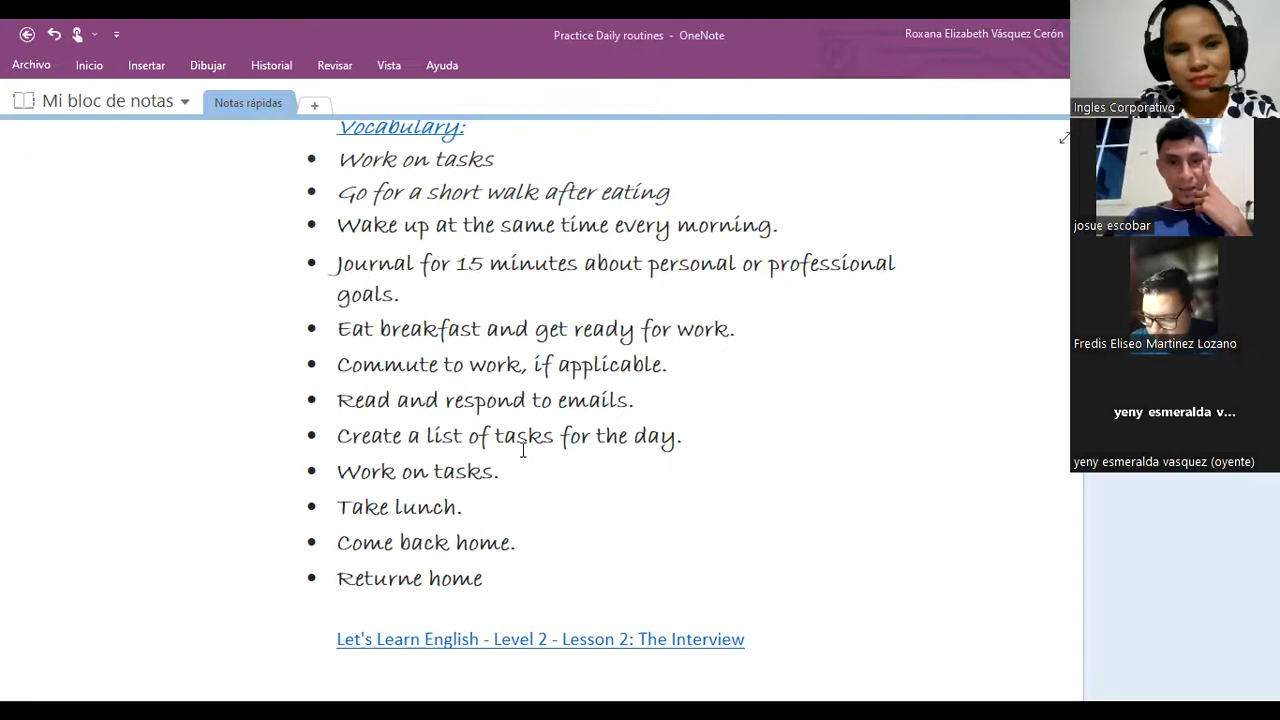 Practice Daily routines - OneNote
Roxana Elizabeth Vásquez Cerón
Archivo Inicio Insertar Dibujar Historial Revisar Vista Ayuda
Mi bloc de notas
Notas rápidas
+
Vocabulary:
• Work on tasks
• Go for a short walk after eating
• Wake up at the same time every morning.
• Journal for 15 minutes about personal or professional
goals.
• Eat breakfast and get ready for work.
• Commute to work, if applicable.
• Read and respond to emails.
• Create a list of tasks for the day.
• Work on tasks.
• Take lunch.
• Come back home.
• Returne home
Let's Learn English - Level 2 - Lesson 2: The Interview
Ingles Corporativo
josue escobar
Fredis Eliseo Martinez Lozano
yeny esmeralda v...
yeny esmeralda vasquez (oyente)